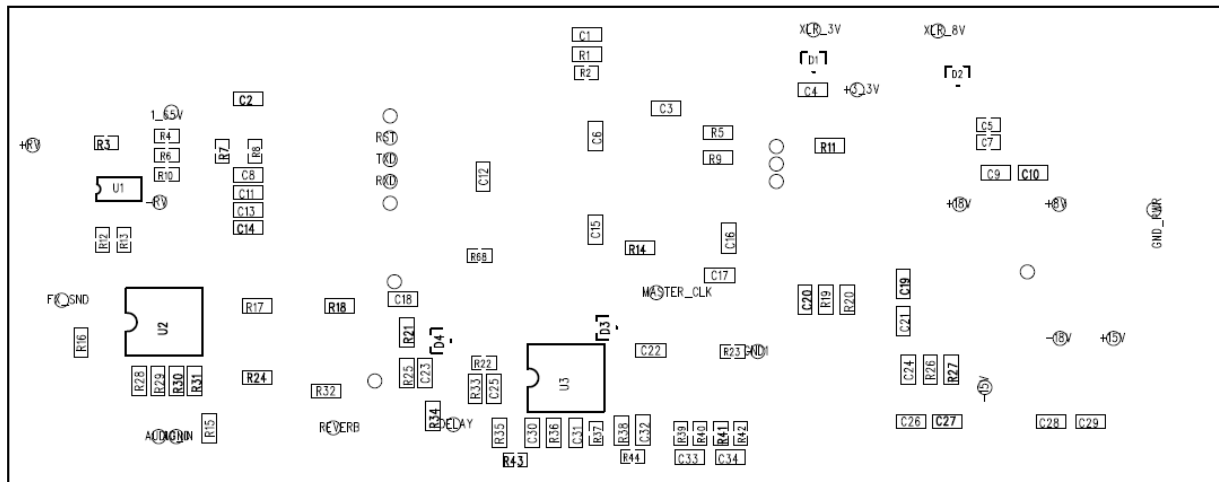 C1
XLR_3V
XLR_8V
R1
D1
R2
D2
C2
C4
+3_3V
1_65V
C3
C5
+RV
R3
R4
RST
C6
R5
C7
R6
R7
R8
TXD
R9
R11
R10
C8
RXD
C12
C9
C10
U1
C11
-RV
C13
+18V
+8V
GND_PWR
C14
R12
R13
C15
R14
C16
R68
C17
C19
FX_SND
C18
MASTER_CLK
C20
R19
R20
R17
R18
U2
R21
D4
D3
C21
R16
C22
R23
GND1
-18V
+15V
R22
R28
R29
R30
R31
R24
R32
R25
C23
R33
C25
U3
C24
R26
R27
-15V
R15
REVERB
R34
DELAY
R35
C30
R36
C31
R37
R38
C32
R39
R40
R41
R42
C26
C27
C28
C29
R43
R44
C33
C34